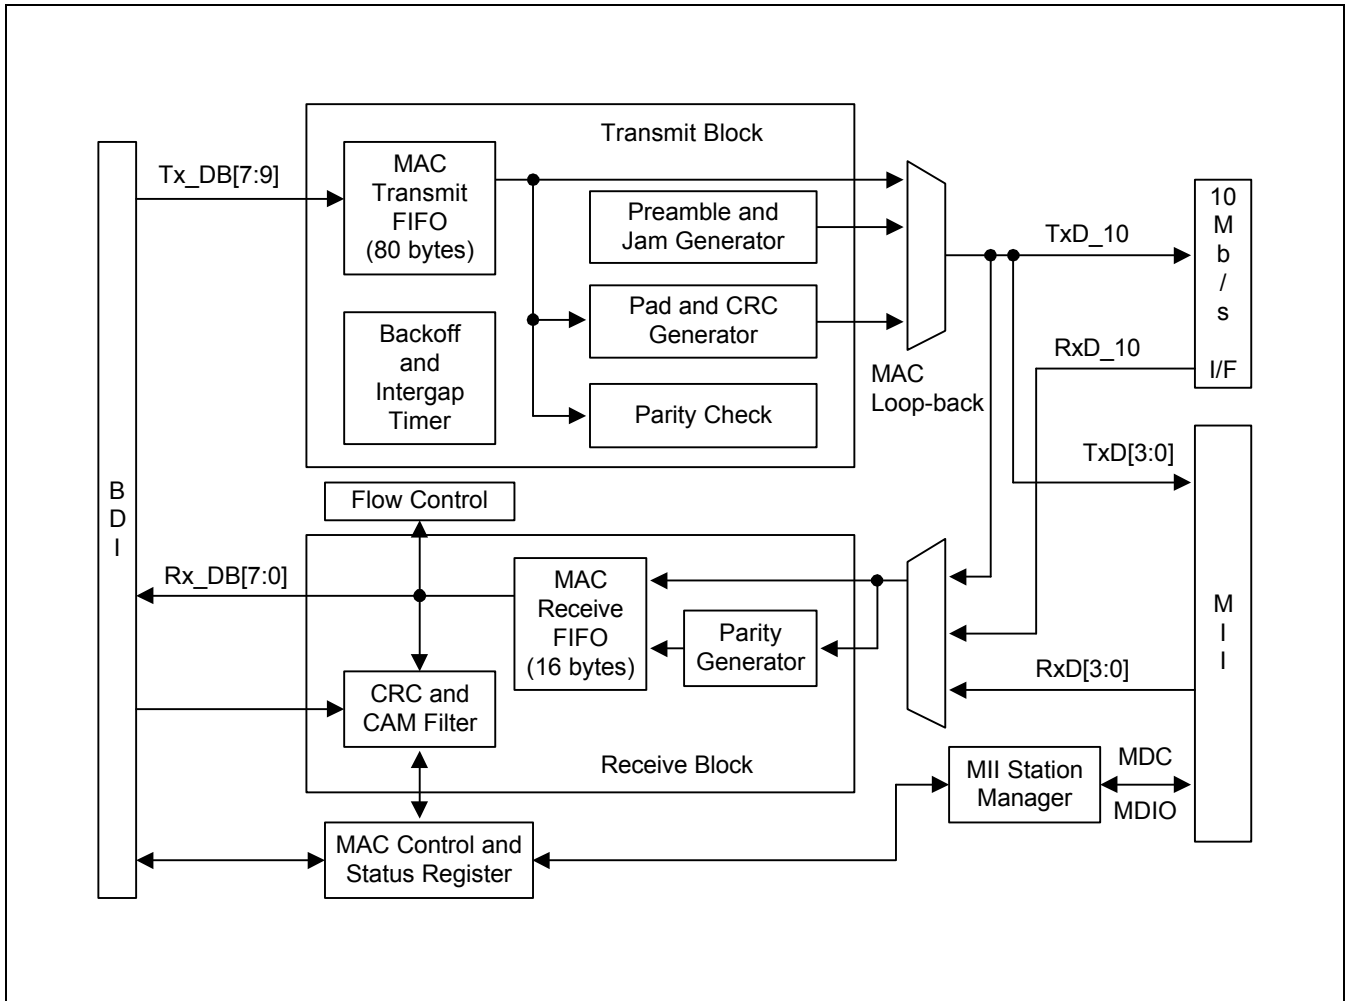 Transmit Block
Tx_DB[7:9]
MAC
Transmit
FIFO
(80 bytes)
Preamble and
Jam Generator
Pad and CRC
Generator
Parity Check
Backoff
and
Intergap
Timer
MAC
Loop-back
TxD_10
RxD_10
10
M
b
/
s
I/F
TxD[3:0]
B
D
I
Flow Control
Rx_DB[7:0]
MAC
Receive
FIFO
(16 bytes)
Parity
Generator
CRC and
CAM Filter
Receive Block
RxD[3:0]
M
I
I
MII Station
Manager
MDC
MDIO
MAC Control and
Status Register